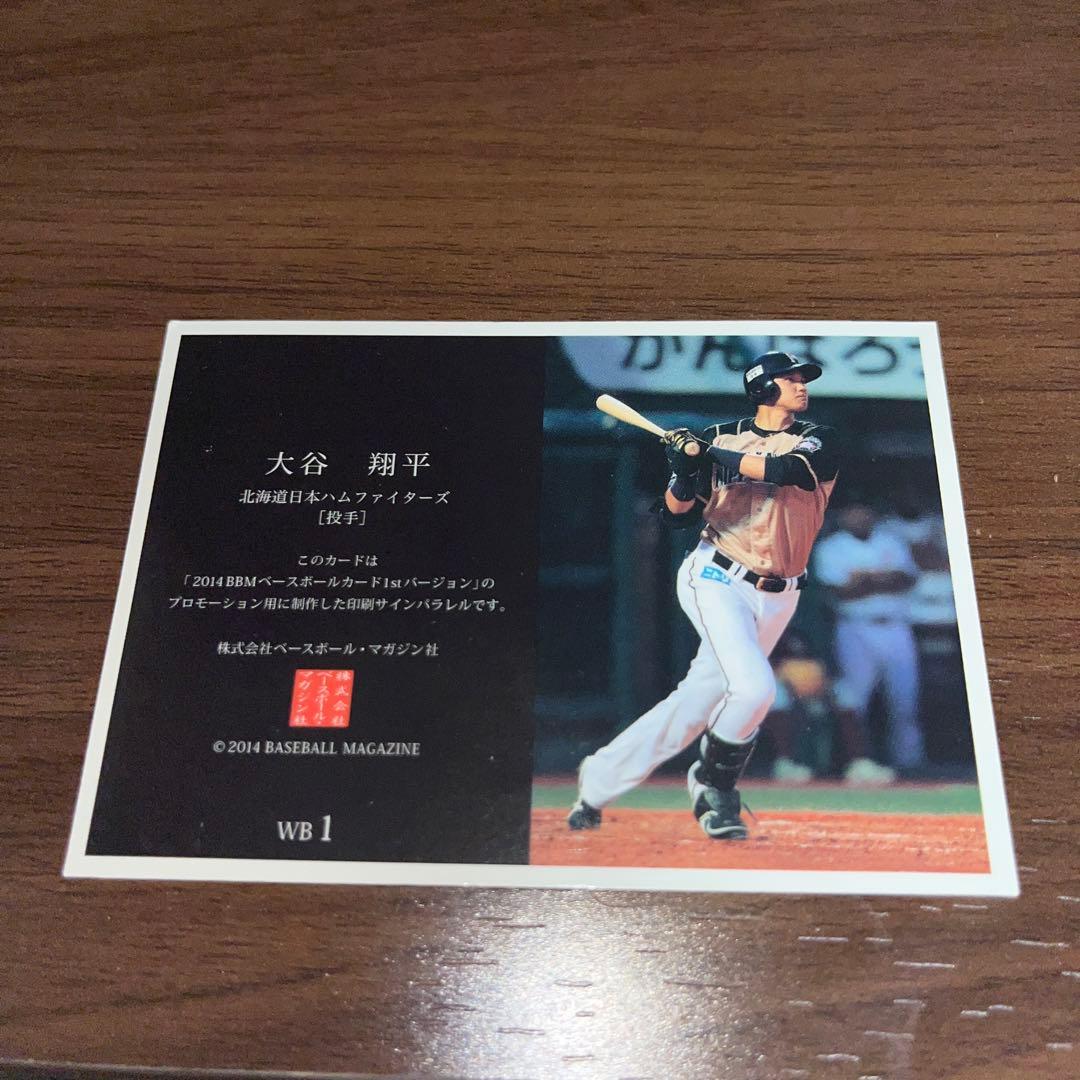 大谷 翔平
北海道日本ハムファイターズ
[投手]
このカードは
「2014 BBMベースボールカード1stバージョン」の
プロモーション用に制作した印刷サインパラレルです。
株式会社ベースボール・マガジン社
株式会社
ベースボール・
マガジン社
© 2014 BASEBALL MAGAZINE
WB 1
がんばろう